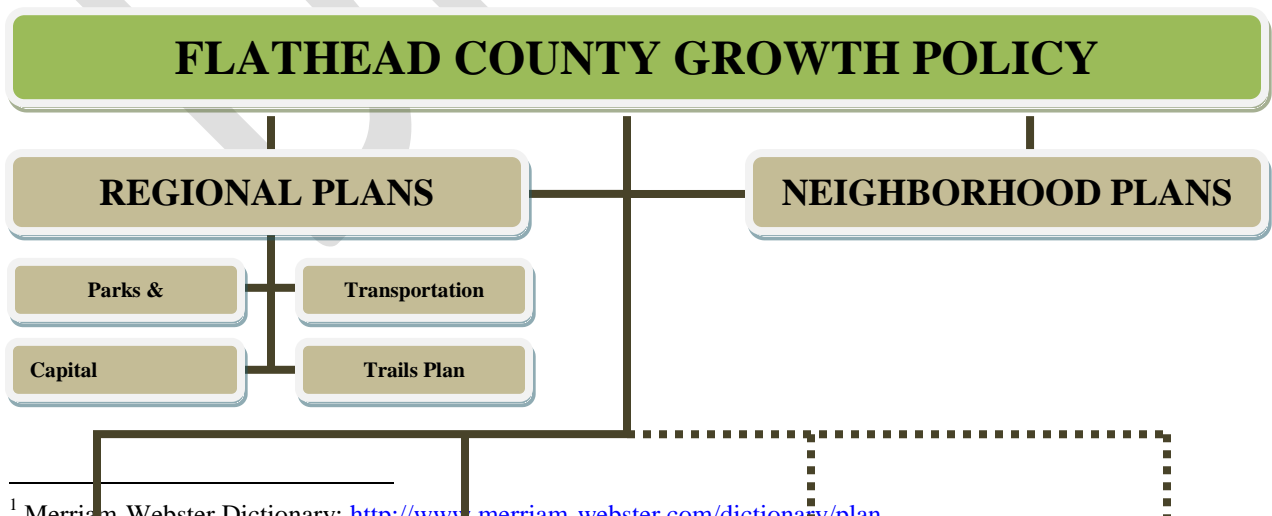 FLATHEAD COUNTY GROWTH POLICY
REGIONAL PLANS
NEIGHBORHOOD PLANS
Parks &
Transportation
Capital
Trails Plan
1 Merriam-Webster Dictionary: http://www.merriam-webster.com/dictionary/plan